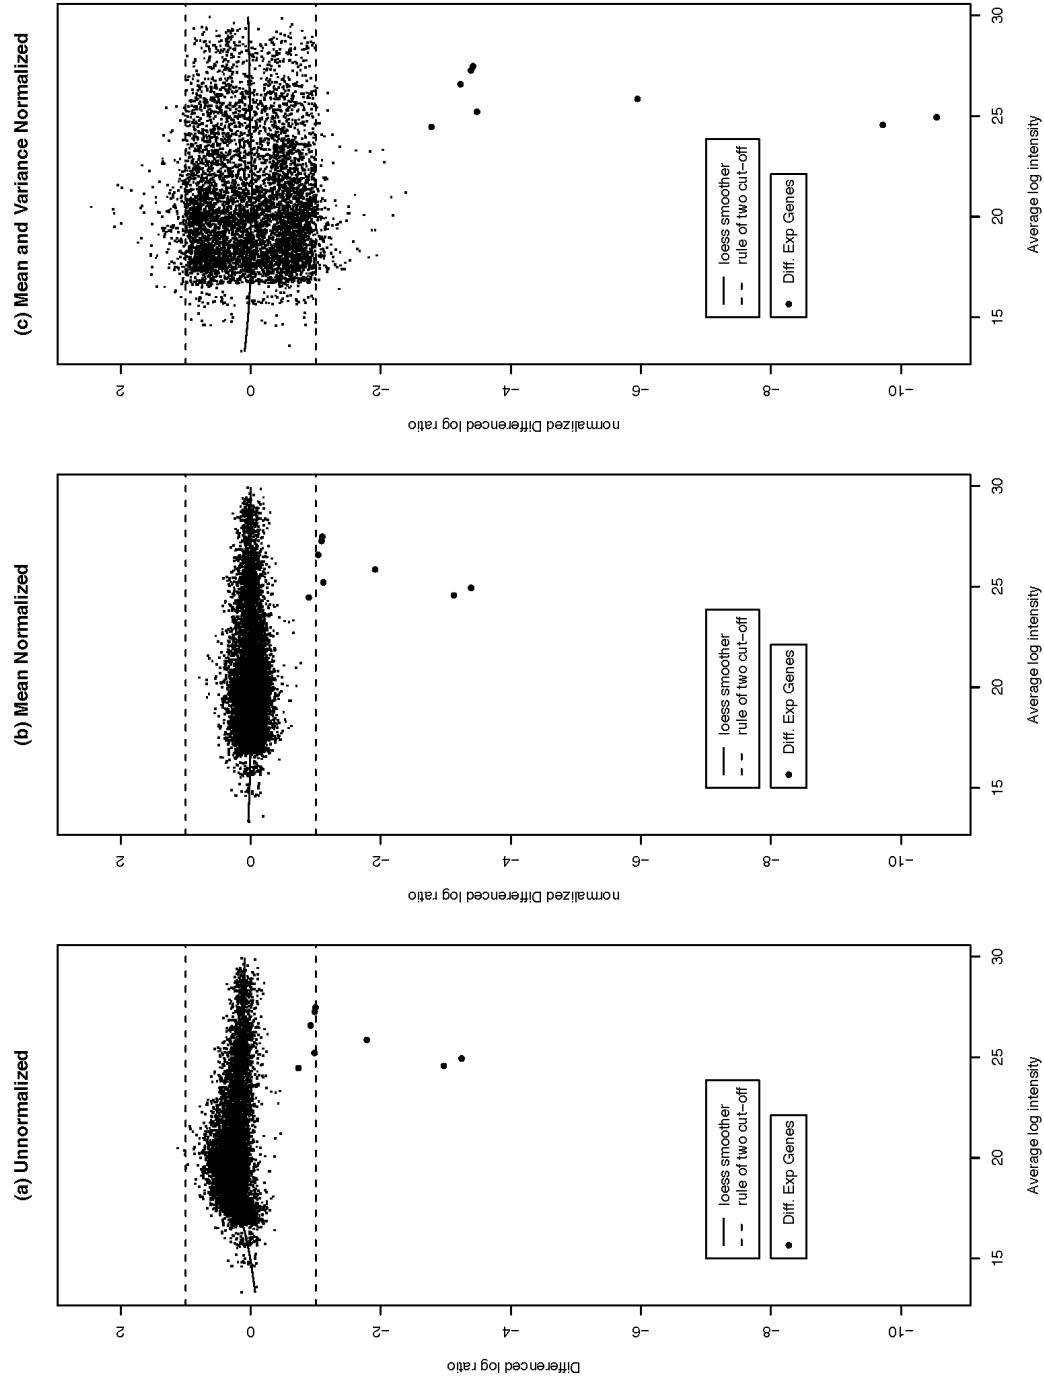 (a) Unnormalized
Differenced log ratio
2
0
−2
−4
−6
−8
−10
15
20
25
30
Average log intensity
loess smoother
rule of two cut−off
Diff. Exp Genes
(b) Mean Normalized
normalized Differenced log ratio
2
0
−2
−4
−6
−8
−10
15
20
25
30
Average log intensity
loess smoother
rule of two cut−off
Diff. Exp Genes
(c) Mean and Variance Normalized
normalized Differenced log ratio
2
0
−2
−4
−6
−8
−10
15
20
25
30
Average log intensity
loess smoother
rule of two cut−off
Diff. Exp Genes